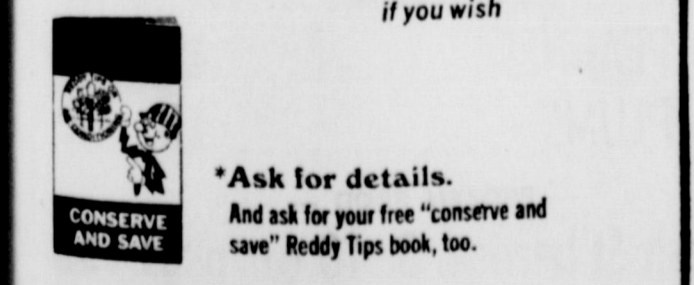 if you wish
*Ask for details.
And ask for your free "conserve and
save" Reddy Tips book, too.
CONSERVE
AND SAVE